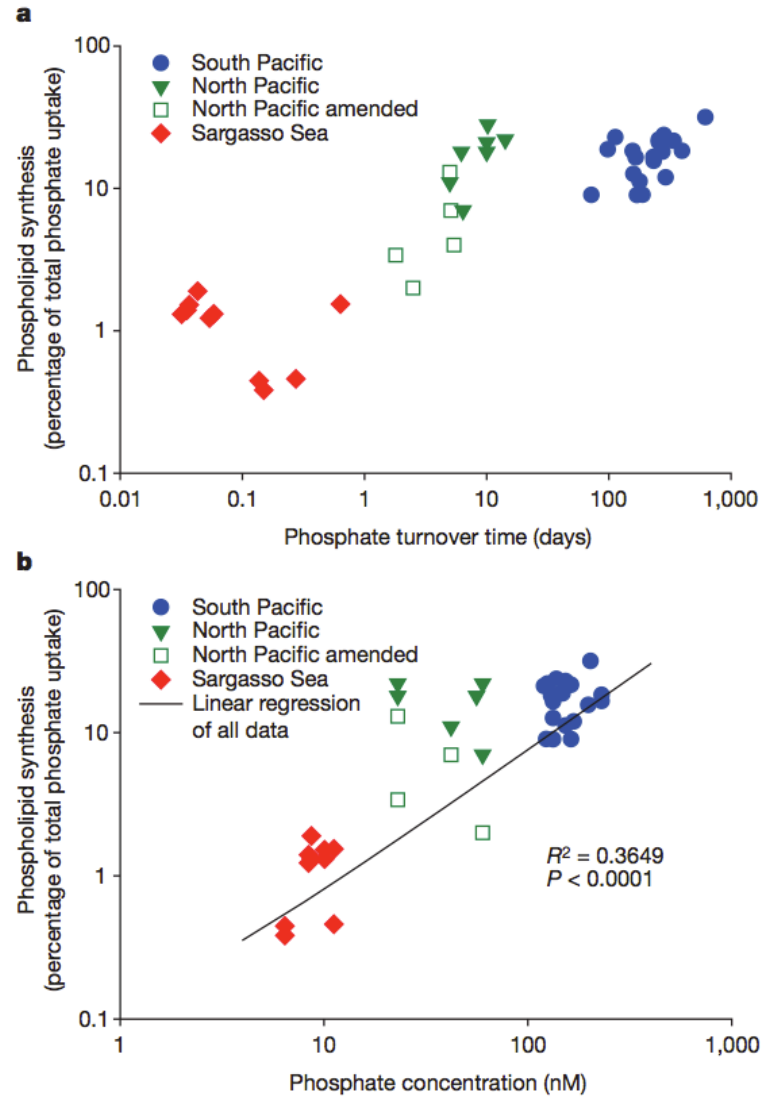 a
Phospholipid synthesis
(percentage of total phosphate uptake)
100
10
1
0.1
South Pacific
North Pacific
North Pacific amended
Sargasso Sea
0.01 0.1 1 10 100 1,000
Phosphate turnover time (days)
b
Phospholipid synthesis
(percentage of total phosphate uptake)
100
10
1
0.1
South Pacific
North Pacific
North Pacific amended
Sargasso Sea
Linear regression
of all data
R² = 0.3649
P < 0.0001
1 10 100 1,000
Phosphate concentration (nM)